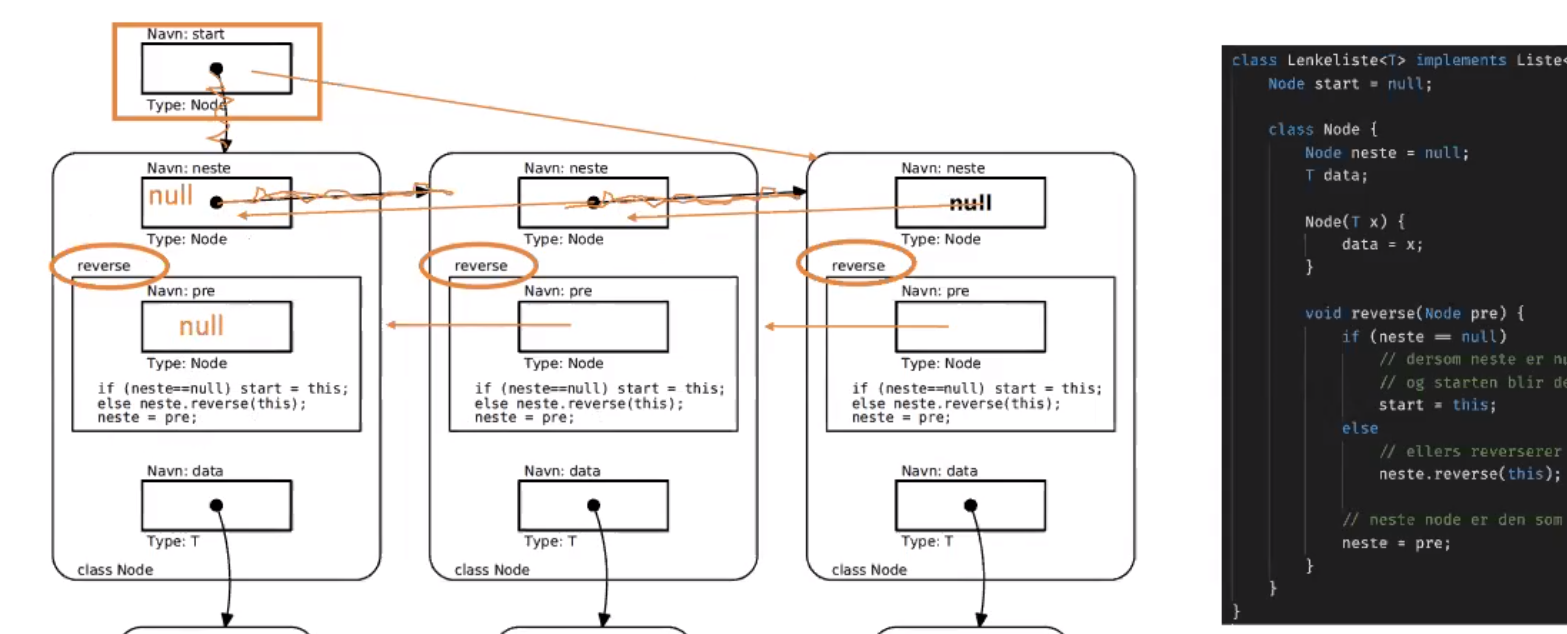 Navn: start
Type: Node
Navn: neste
null
Type: Node
reverse
Navn: pre
null
Type: Node
if (neste==null) start = this;
else neste.reverse(this);
neste = pre;
Navn: data
Type: T
class Node
Navn: neste
Type: Node
reverse
Navn: pre
Type: Node
if (neste==null) start = this;
else neste.reverse(this);
neste = pre;
Navn: data
Type: T
class Node
Navn: neste
null
Type: Node
reverse
Navn: pre
Type: Node
if (neste==null) start = this;
else neste.reverse(this);
neste = pre;
Navn: data
Type: T
class Node
class Lenkeliste<T> implements Liste<
Node start = null;
class Node {
Node neste = null;
T data;
Node(T x) {
data = x;
}
void reverse(Node pre) {
if (neste == null)
// dersom neste er nu
// og starten blir de
start = this;
else
// ellers reverserer
neste.reverse(this);
// neste node er den som
neste = pre;
}
}
}